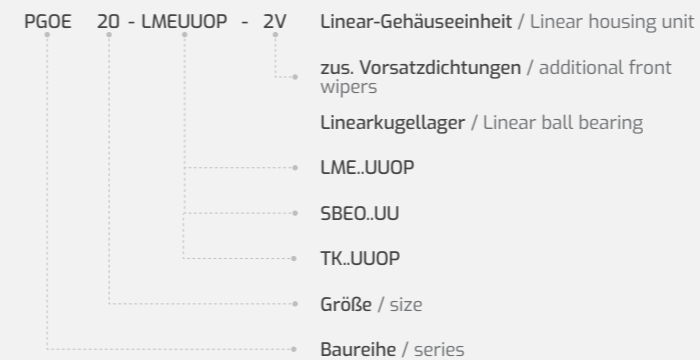 PGOE 20 - LMEUUOP - 2V Linear-Gehäuseeinheit / Linear housing unit
zus. Vorsatzdichtungen / additional front
wipers
Linearkugellager / Linear ball bearing
LME..UUOP
SBEO..UU
TK..UUOP
Größe / size
Baureihe / series